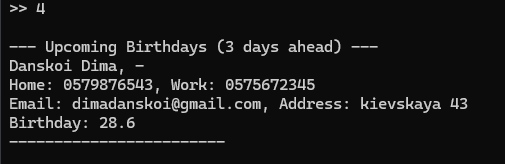 >> 4
--- Upcoming Birthdays (3 days ahead) ---
Danskoi Dima, -
Home: 0579876543, Work: 0575672345
Email: dimadanskoi@gmail.com, Address: kievskaya 43
Birthday: 28.6
------------------------